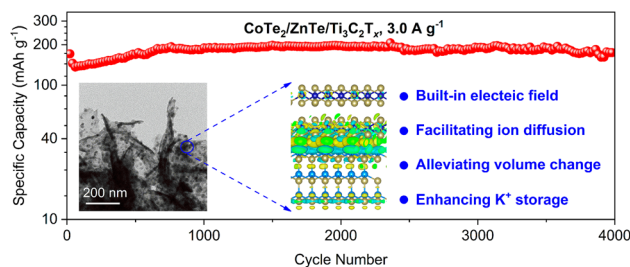 CoTe₂/ZnTe/Ti₃C₂Tₓ, 3.0 A g⁻¹
Specific Capacity (mAh g⁻¹)
300
200
100
40
10
200 nm
● Built-in electeic field
● Facilitating ion diffusion
● Alleviating volume change
● Enhancing K⁺ storage
0 1000 2000 3000 4000
Cycle Number